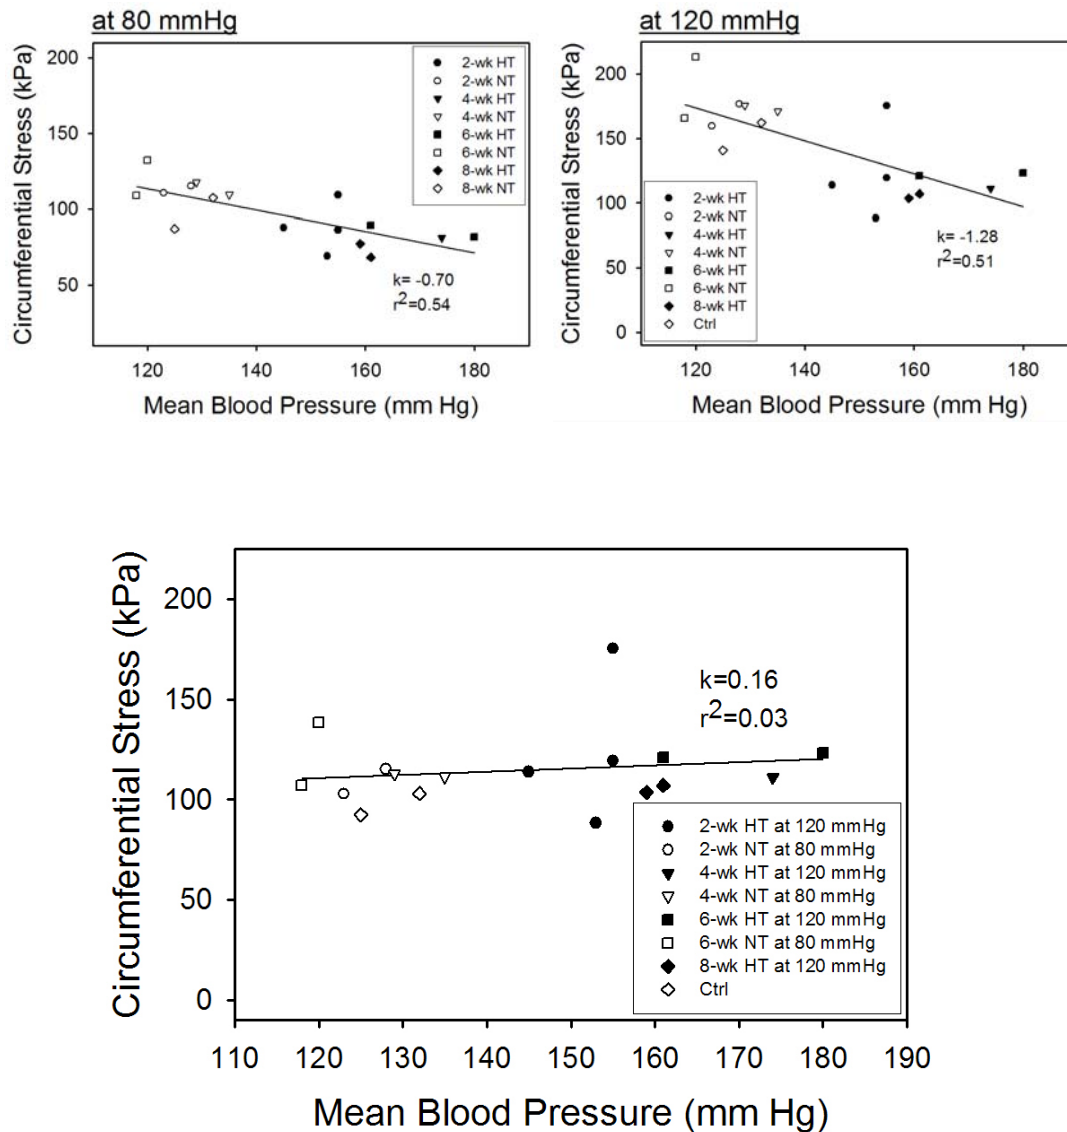 at 80 mmHg
Circumferential Stress (kPa)
200
150
100
50
2-wk HT
2-wk NT
4-wk HT
4-wk NT
6-wk HT
6-wk NT
8-wk HT
8-wk NT
k= -0.70
r²=0.54
120
140
160
180
Mean Blood Pressure (mm Hg)
at 120 mmHg
Circumferential Stress (kPa)
200
150
100
50
0
2-wk HT
2-wk NT
4-wk HT
4-wk NT
6-wk HT
6-wk NT
8-wk HT
Ctrl
k= -1.28
r²=0.51
120
140
160
180
Mean Blood Pressure (mm Hg)
Circumferential Stress (kPa)
200
150
100
50
0
k=0.16
r²=0.03
2-wk HT at 120 mmHg
2-wk NT at 80 mmHg
4-wk HT at 120 mmHg
4-wk NT at 80 mmHg
6-wk HT at 120 mmHg
6-wk NT at 80 mmHg
8-wk HT at 120 mmHg
Ctrl
110 120 130 140 150 160 170 180 190
Mean Blood Pressure (mm Hg)